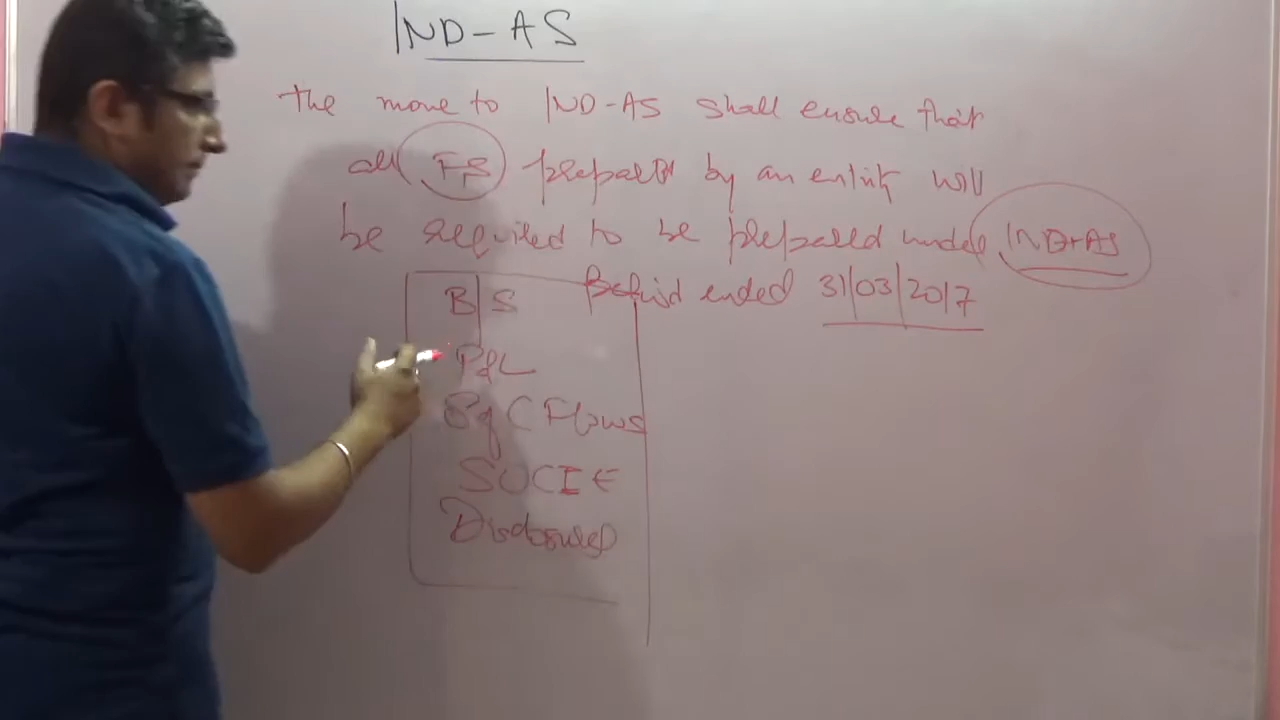 IND-AS
The move to IND-AS shall ensure that
all FS prepared by an entity will
be required to be prepared under IND-AS
B/S Period ended 31/03/2017
P&L
S of C Flows
SOCIE
Disclosures